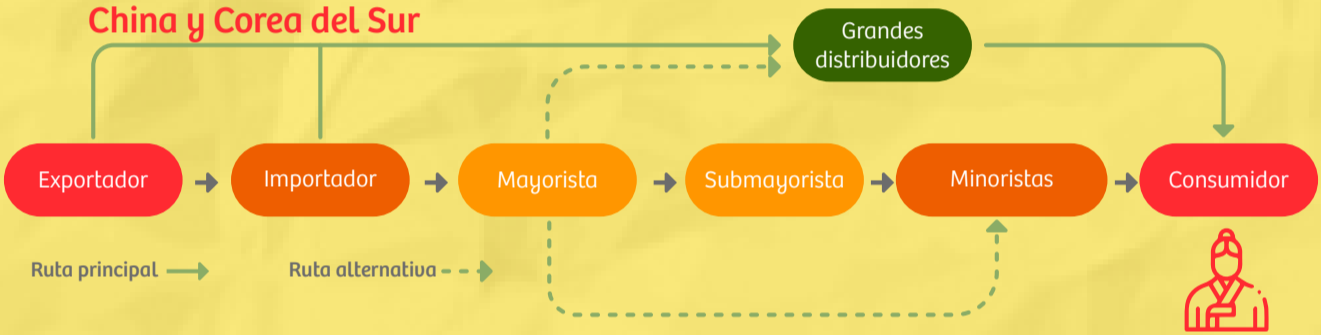 China y Corea del Sur
Grandes
distribuidores
Exportador
Importador
Mayorista
Submayorista
Minoristas
Consumidor
Ruta principal
Ruta alternativa